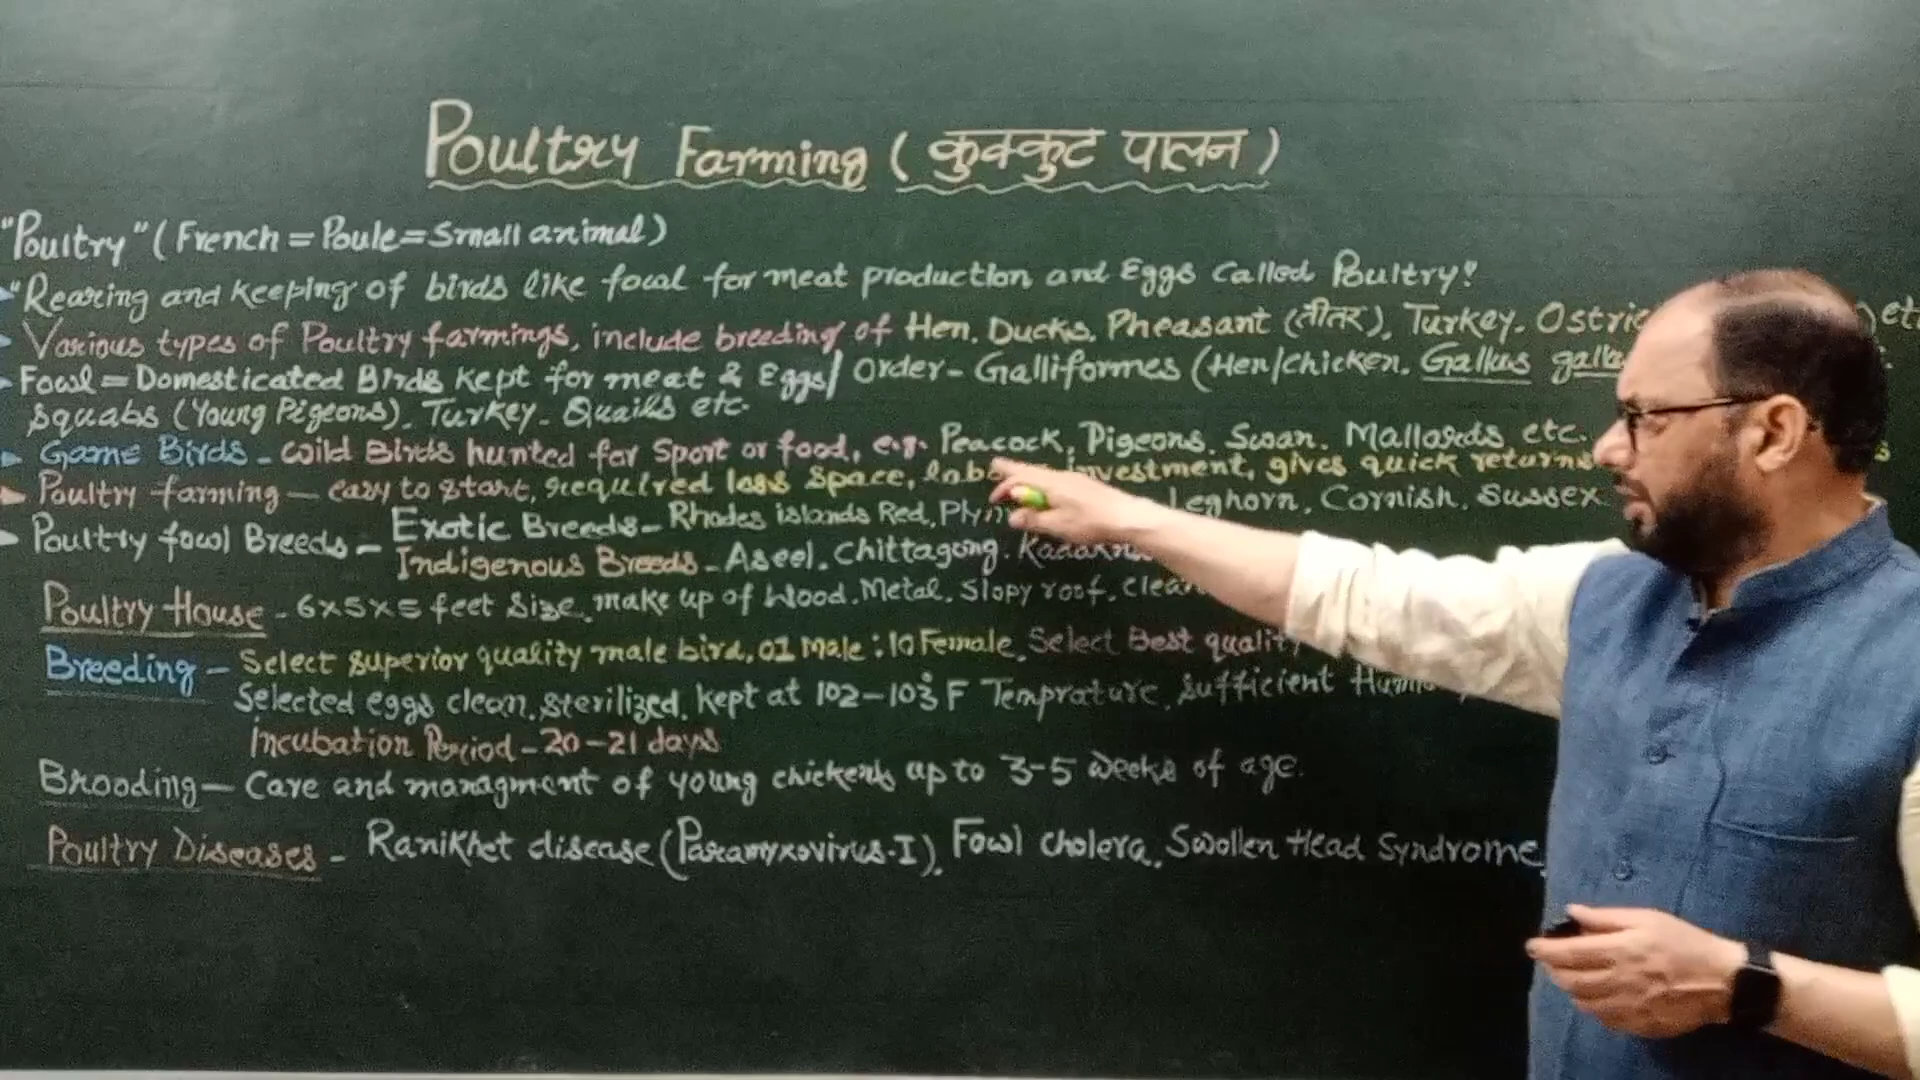 Poultry Farming (कुक्कुट पालन)
"Poultry" (French = Poule = Small animal)
"Rearing and keeping of birds like fowl for meat production and Eggs called Poultry!"
Various types of Poultry farmings, include breeding of Hen, Ducks, Pheasant (तीतर), Turkey, ) etc
Fowl = Domesticated Birds kept for meat & Eggs/ Order - Galliformes (Hen/chicken, Gallus
squabs (Young Pigeons), Turkey, Quails etc.
Game Birds - wild Birds hunted for sport or food, e.g. Peacock, Pigeons, Swan, Mallards etc.
Poultry farming - easy to start, required less space, investment, gives quick returns
Poultry fowl Breeds - Exotic Breeds - Rhodes islands Red, Leghorn, Cornish, Sussex
Indigenous Breeds - Aseel, Chittagong,
Poultry House - 6x5x5 feet size, make up of Wood, Metal, Slopy roof,
Breeding - Select superior quality male bird, 01 Male : 10 Female, Select Best
Selected eggs clean, sterilized, kept at 102-103° F Temprature, sufficient
Incubation Period - 20-21 days
Brooding - Care and managment of young chickens up to 3-5 weeks of age.
Poultry Diseases - Ranikhet disease (Paramyxovirus-I), Fowl cholera, Swollen Head Syndrome